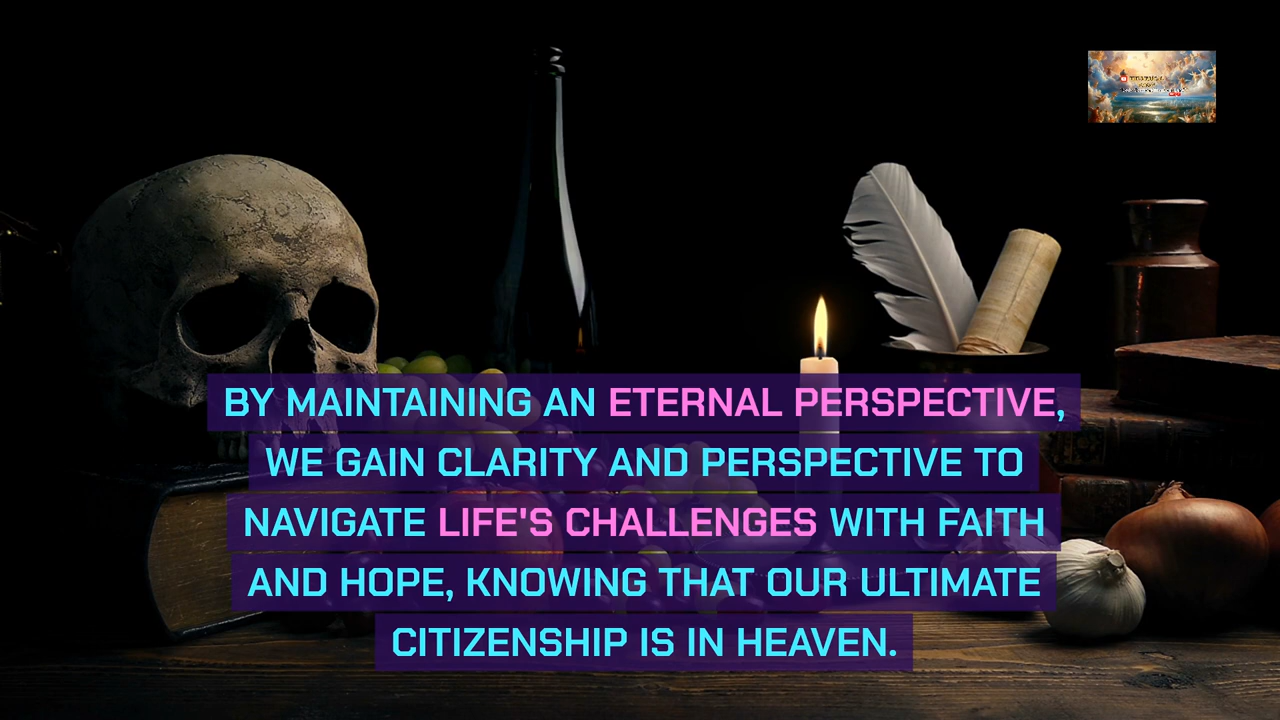 BY MAINTAINING AN ETERNAL PERSPECTIVE,
WE GAIN CLARITY AND PERSPECTIVE TO
NAVIGATE LIFE'S CHALLENGES WITH FAITH
AND HOPE, KNOWING THAT OUR ULTIMATE
CITIZENSHIP IS IN HEAVEN.